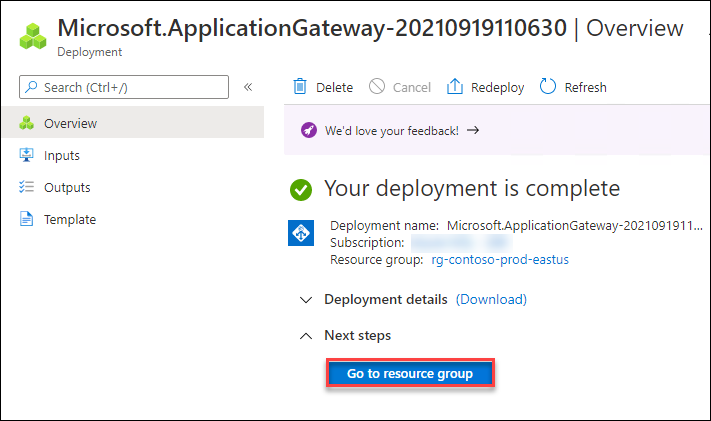 Microsoft.ApplicationGateway-20210919110630 | Overview
Deployment
Search (Ctrl+/)
«
Delete
Cancel
Redeploy
Refresh
Overview
Inputs
Outputs
Template
We'd love your feedback! →
Your deployment is complete
Deployment name: Microsoft.ApplicationGateway-2021091911...
Subscription:
Resource group: rg-contoso-prod-eastus
Deployment details (Download)
Next steps
Go to resource group